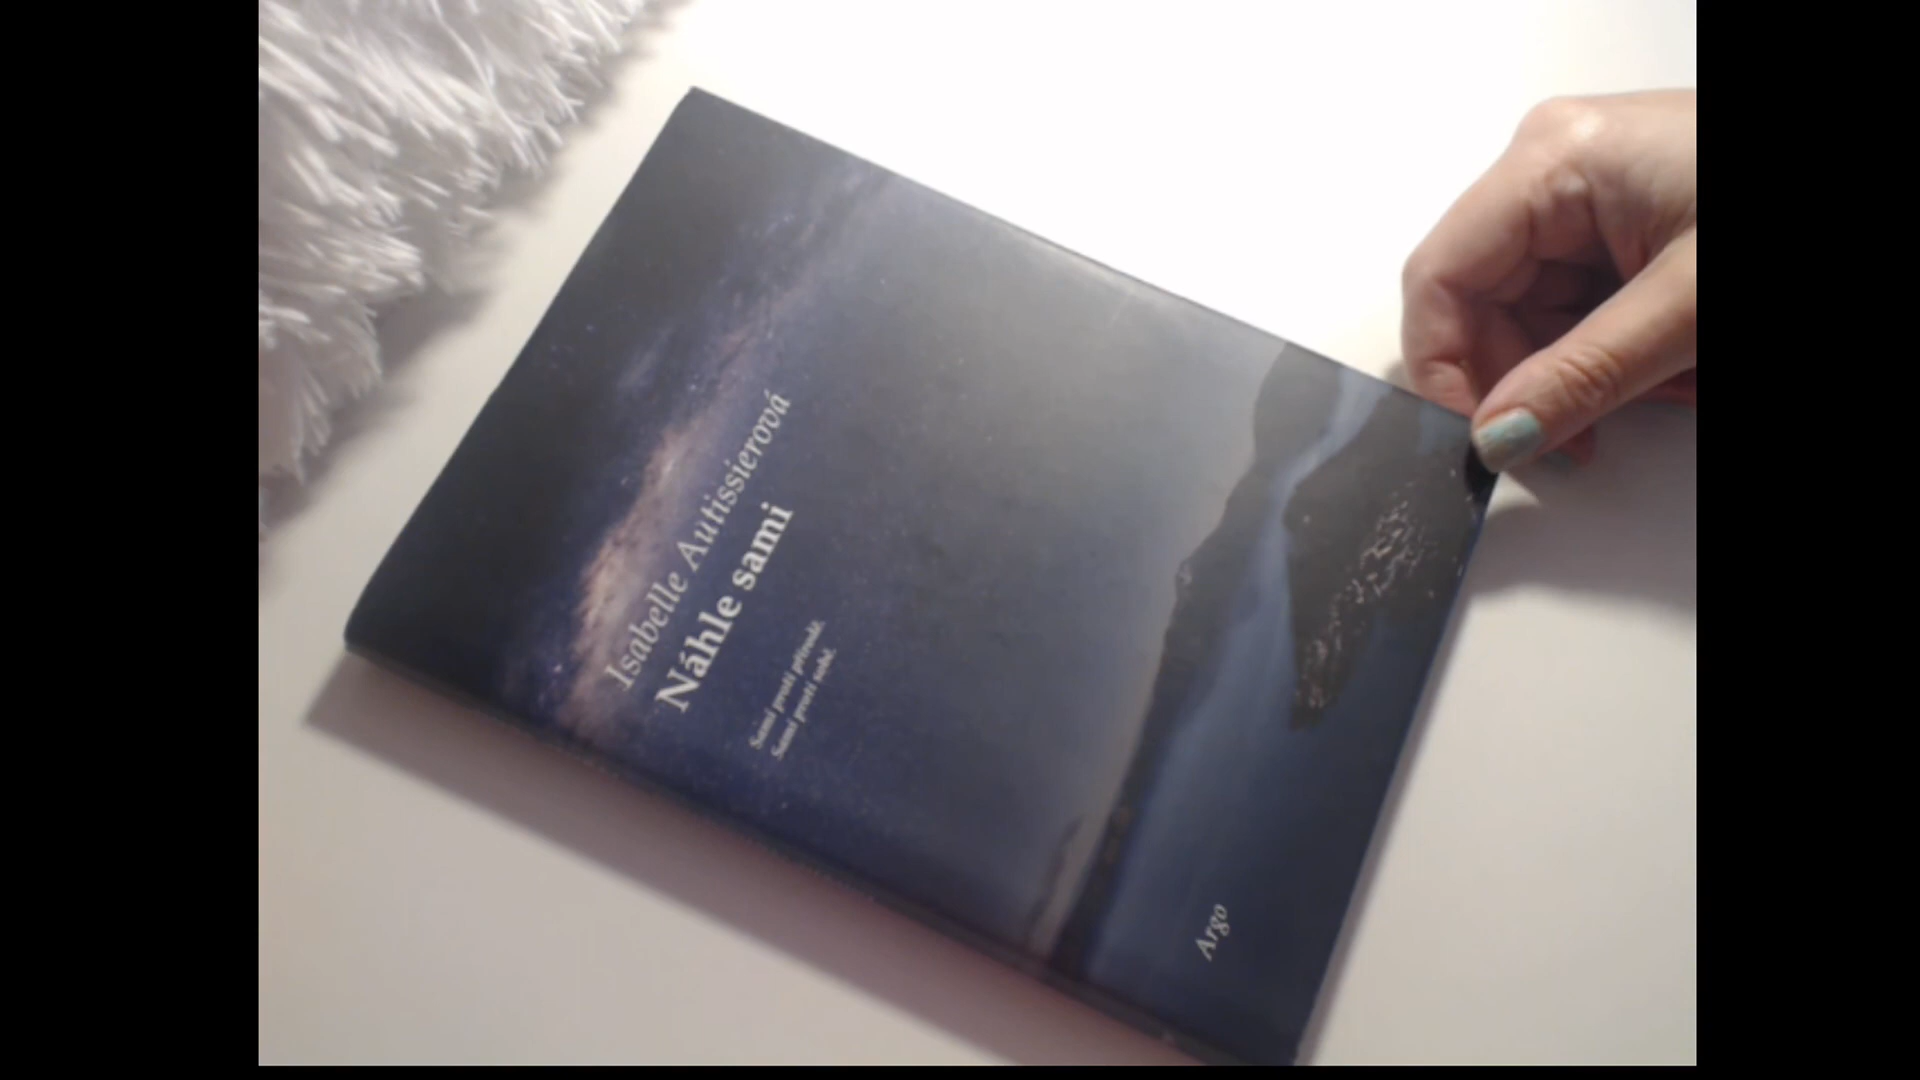 Isabelle Autissierová
Náhle sami
Sami proti přírodě.
Sami proti sobě.
Argo